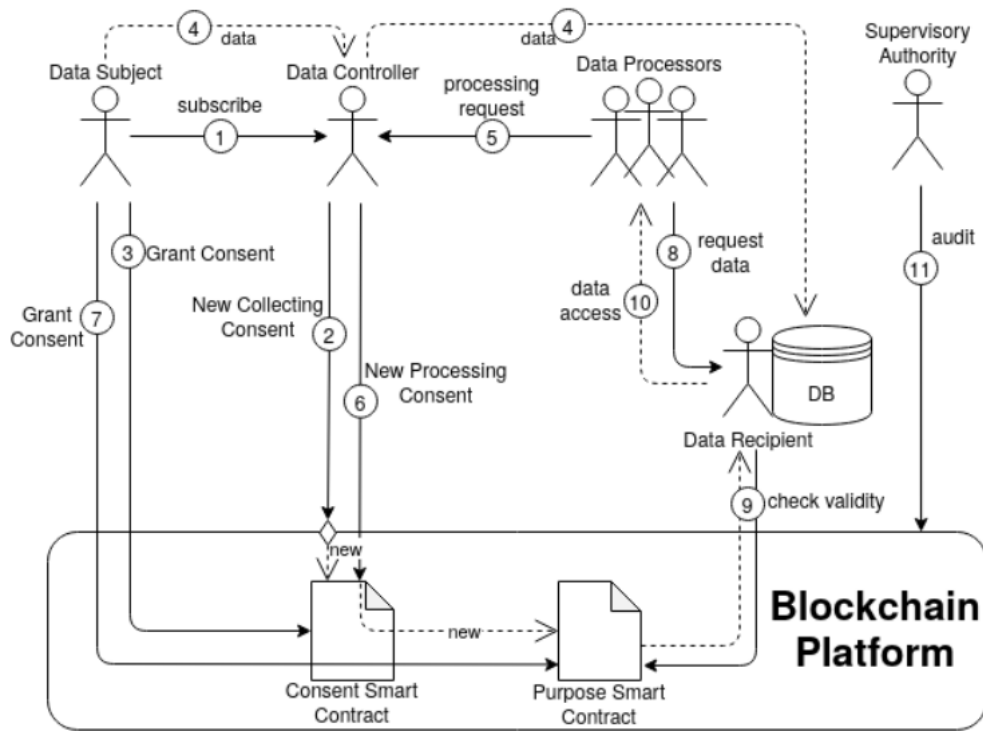 4
data
4
data
Supervisory
Authority
Data Subject
Data Controller
Data Processors
subscribe
1
processing
request
5
3
Grant Consent
7
Grant
Consent
New Collecting
Consent
2
New Processing
Consent
6
8
request
data
data
access
10
audit
11
DB
Data Recipient
9
check validity
new
new
Blockchain
Platform
Consent Smart
Contract
Purpose Smart
Contract